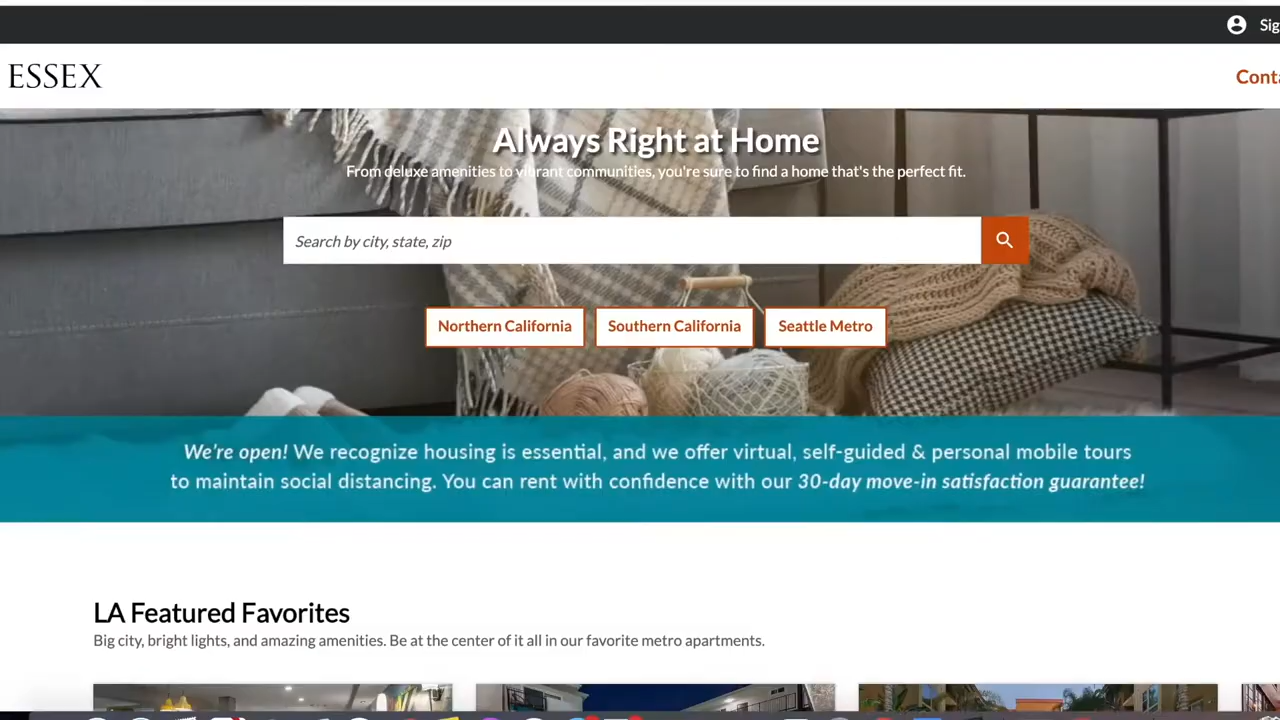 Sig
ESSEX
Conta
Always Right at Home
From deluxe amenities to vibrant communities, you're sure to find a home that's the perfect fit.
Search by city, state, zip
Northern California
Southern California
Seattle Metro
We're open! We recognize housing is essential, and we offer virtual, self-guided & personal mobile tours
to maintain social distancing. You can rent with confidence with our 30-day move-in satisfaction guarantee!
LA Featured Favorites
Big city, bright lights, and amazing amenities. Be at the center of it all in our favorite metro apartments.